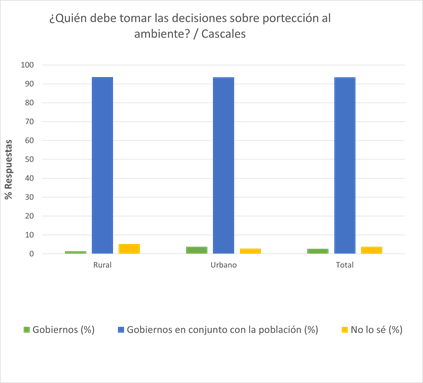 ¿Quién debe tomar las decisiones sobre portección al
ambiente? / Cascales
% Respuestas
100
90
80
70
60
50
40
30
20
10
0
Rural Urbano Total
Gobiernos (%) Gobiernos en conjunto con la población (%) No lo sé (%)